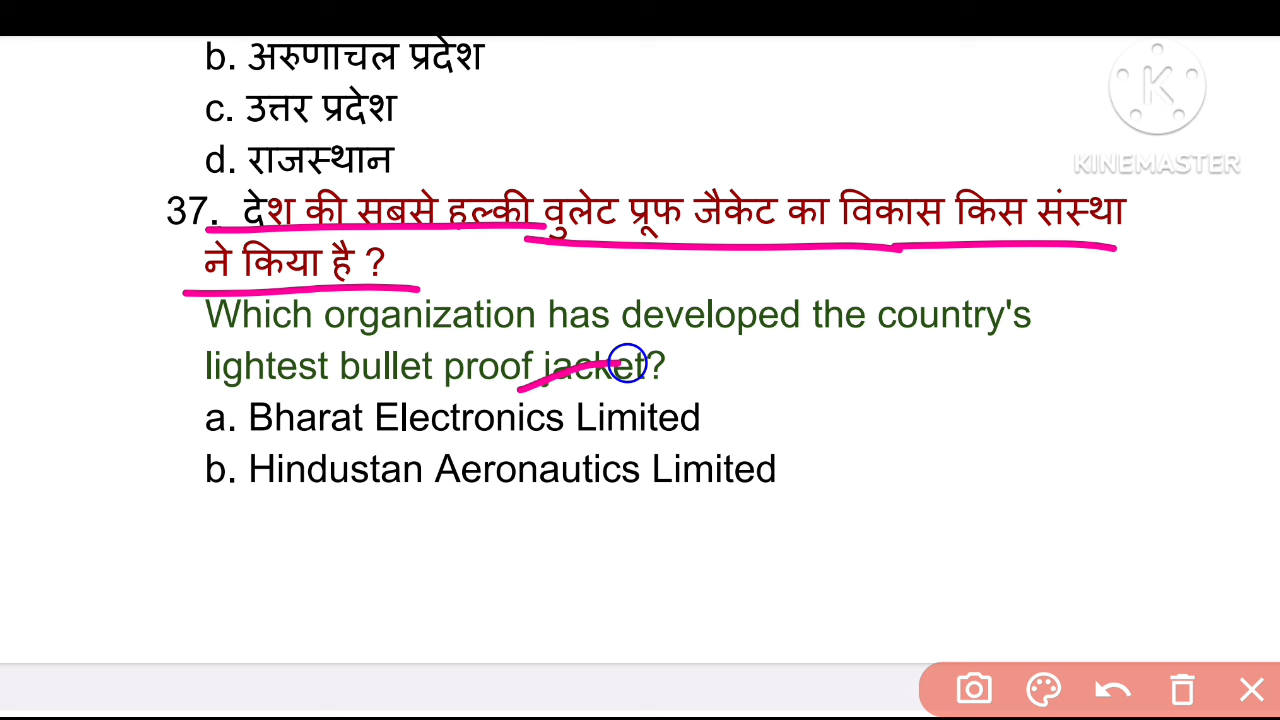 b. अरुणाचल प्रदेश
c. उत्तर प्रदेश
d. राजस्थान
37. देश की सबसे हल्की वुलेट प्रूफ जैकेट का विकास किस संस्था
ने किया है ?
Which organization has developed the country's
lightest bullet proof jacket?
a. Bharat Electronics Limited
b. Hindustan Aeronautics Limited
K
KINEMASTER